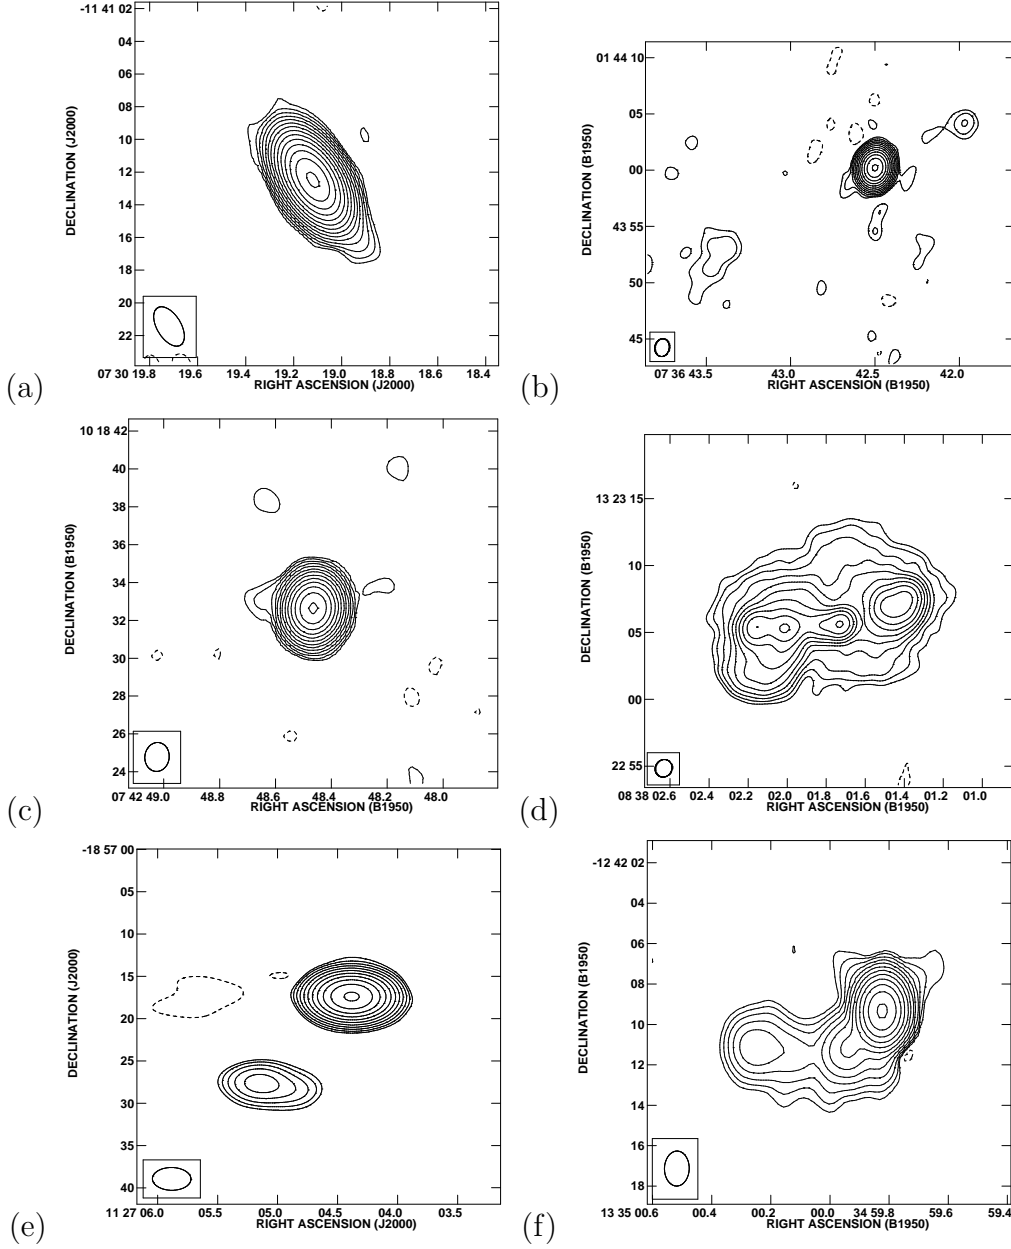 -11 41 02
04
06
08
10
12
14
16
18
20
22
DECLINATION (J2000)
07 30 19.8
19.6
19.4
19.2
19.0
18.8
18.6
18.4
RIGHT ASCENSION (J2000)
(a)
01 44 10
05
00
43 55
50
45
DECLINATION (B1950)
07 36 43.5
43.0
42.5
42.0
RIGHT ASCENSION (B1950)
(b)
10 18 42
40
38
36
34
32
30
28
26
24
DECLINATION (B1950)
07 42 49.0
48.8
48.6
48.4
48.2
48.0
RIGHT ASCENSION (B1950)
(c)
13 23 15
10
05
00
22 55
DECLINATION (B1950)
08 38 02.6
02.4
02.2
02.0
01.8
01.6
01.4
01.2
01.0
RIGHT ASCENSION (B1950)
(d)
-18 57 00
05
10
15
20
25
30
35
40
DECLINATION (J2000)
11 27 06.0
05.5
05.0
04.5
04.0
03.5
RIGHT ASCENSION (J2000)
(e)
-12 42 02
04
06
08
10
12
14
16
18
DECLINATION (B1950)
13 35 00.6
00.4
00.2
00.0
34 59.8
59.6
59.4
RIGHT ASCENSION (B1950)
(f)